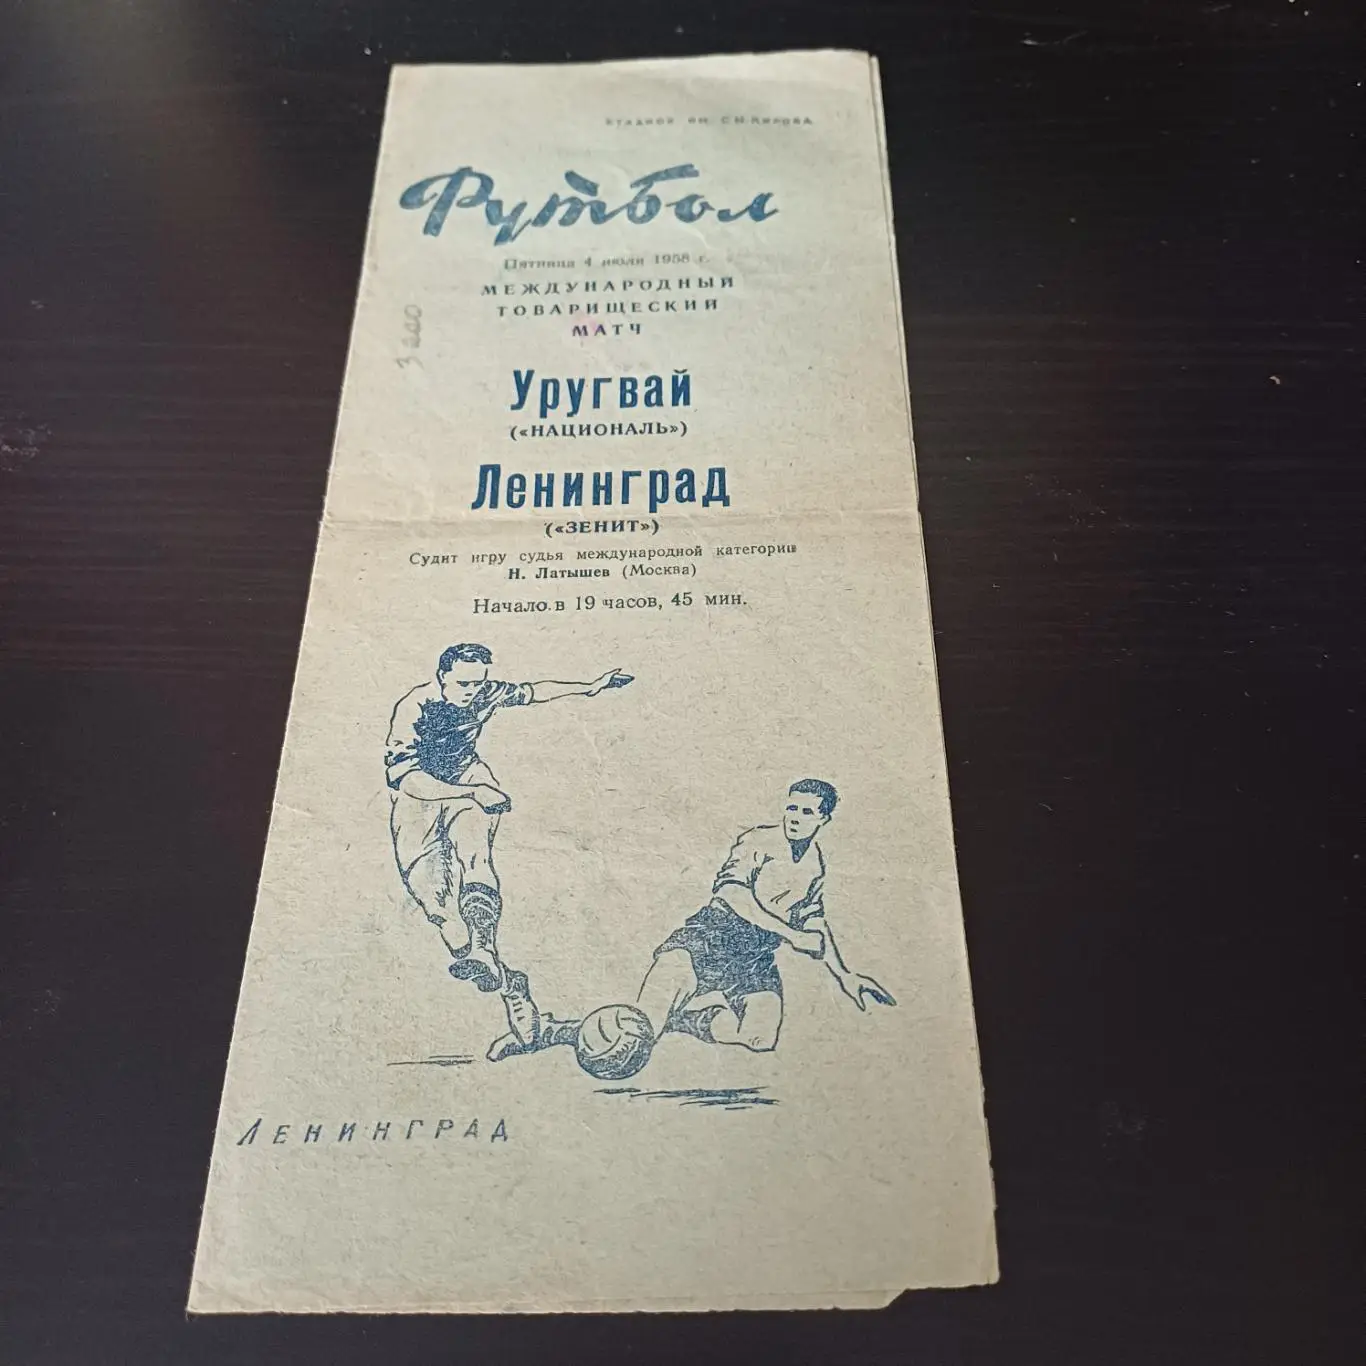 СТАДИОН ИМ. С.М.КИРОВА
Футбол
Пятница 4 июля 1958 г.
МЕЖДУНАРОДНЫЙ
ТОВАРИЩЕСКИЙ
МАТЧ
Уругвай
(«НАЦИОНАЛЬ»)
Ленинград
(«ЗЕНИТ»)
Судит игру судья международной категории
Н. Латышев (Москва)
Начало в 19 часов, 45 мин.
ЛЕНИНГРАД